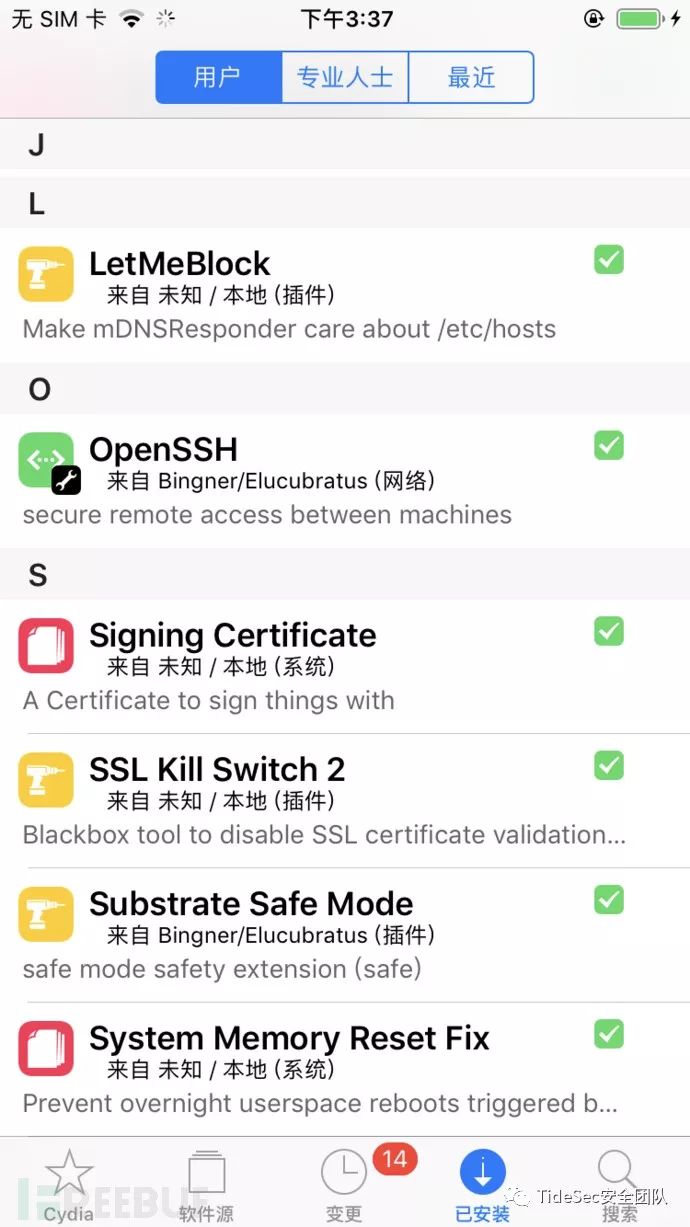 无 SIM 卡
下午3:37
用户
专业人士
最近
J
L
LetMeBlock
来自 未知 / 本地 (插件)
Make mDNSResponder care about /etc/hosts
O
OpenSSH
来自 Bingner/Elucubratus (网络)
secure remote access between machines
S
Signing Certificate
来自 未知 / 本地 (系统)
A Certificate to sign things with
SSL Kill Switch 2
来自 未知 / 本地 (插件)
Blackbox tool to disable SSL certificate validation...
Substrate Safe Mode
来自 Bingner/Elucubratus (插件)
safe mode safety extension (safe)
System Memory Reset Fix
来自 未知 / 本地 (系统)
Prevent overnight userspace reboots triggered b...
14
Cydia
软件源
变更
已安装
搜索
TideSec安全团队